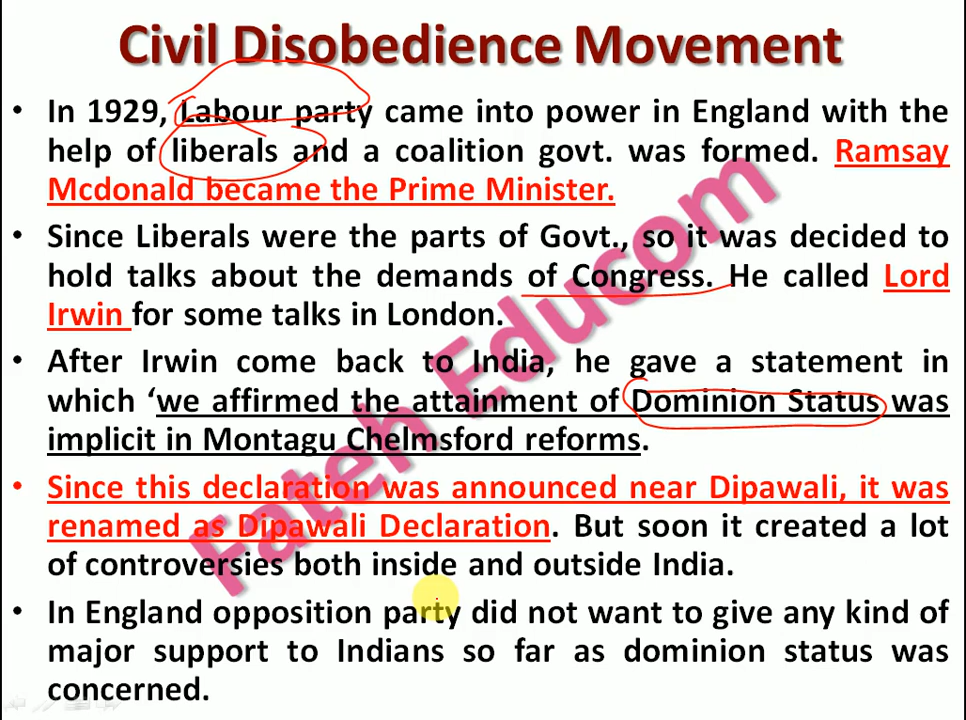 Civil Disobedience Movement
• In 1929, Labour party came into power in England with the
help of liberals and a coalition govt. was formed. Ramsay
Mcdonald became the Prime Minister.
• Since Liberals were the parts of Govt., so it was decided to
hold talks about the demands of Congress. He called Lord
Irwin for some talks in London.
• After Irwin come back to India, he gave a statement in
which ‘we affirmed the attainment of Dominion Status was
implicit in Montagu Chelmsford reforms.
• Since this declaration was announced near Dipawali, it was
renamed as Dipawali Declaration. But soon it created a lot
of controversies both inside and outside India.
• In England opposition party did not want to give any kind of
major support to Indians so far as dominion status was
concerned.
Fateh Educom